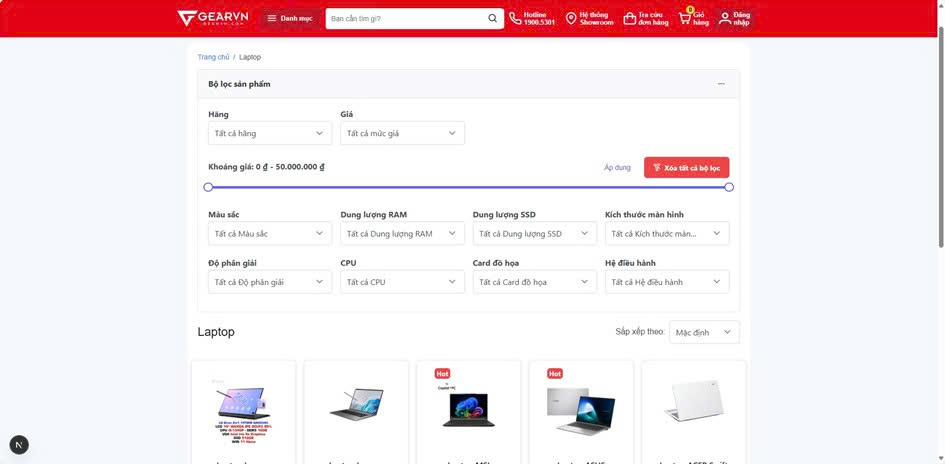 GEARVN
GEARVN.COM
Danh mục
Bạn cần tìm gì?
Hotline
1900.5301
Hệ thống
Showroom
Tra cứu
đơn hàng
0
Giỏ
hàng
Đăng
nhập
Trang chủ / Laptop
Bộ lọc sản phẩm
Hãng
Giá
Tất cả hãng
Tất cả mức giá
Khoảng giá: 0 ₫ - 50.000.000 ₫
Áp dụng
Xóa tất cả bộ lọc
Màu sắc
Dung lượng RAM
Dung lượng SSD
Kích thước màn hình
Tất cả Màu sắc
Tất cả Dung lượng RAM
Tất cả Dung lượng SSD
Tất cả Kích thước màn...
Độ phân giải
CPU
Card đồ họa
Hệ điều hành
Tất cả Độ phân giải
Tất cả CPU
Tất cả Card đồ họa
Tất cả Hệ điều hành
Laptop
Sắp xếp theo:
Mặc định
Hot
Hot
N